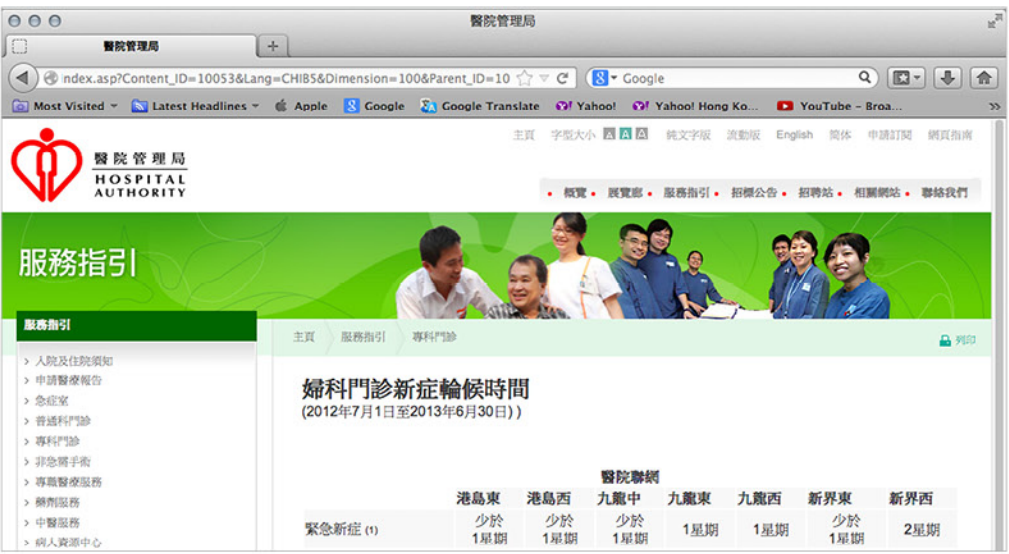 醫院管理局
醫院管理局
ndex.asp?Content_ID=10053&Lang=CHIB5&Dimension=100&Parent_ID=10 Google
Most Visited Latest Headlines Apple Google Google Translate Yahoo! Yahoo! Hong Ko... YouTube – Broa...
主頁 字型大小 A A A 純文字版 流動版 English 简体 申請訂閱 網頁指南
醫院管理局
HOSPITAL
AUTHORITY
• 概覽 • 展覽廊 • 服務指引 • 招標公告 • 招聘站 • 相關網站 • 聯絡我們
服務指引
服務指引
主頁 服務指引 專科門診 列印
> 入院及住院須知
> 申請醫療報告
> 急症室
> 普通科門診
> 專科門診
> 非急需手術
> 專職醫療服務
> 藥劑服務
> 中醫服務
> 病人資源中心
婦科門診新症輪候時間
(2012年7月1日至2013年6月30日) )
醫院聯網
港島東 港島西 九龍中 九龍東 九龍西 新界東 新界西
緊急新症 (1) 少於1星期 少於1星期 少於1星期 1星期 1星期 少於1星期 2星期